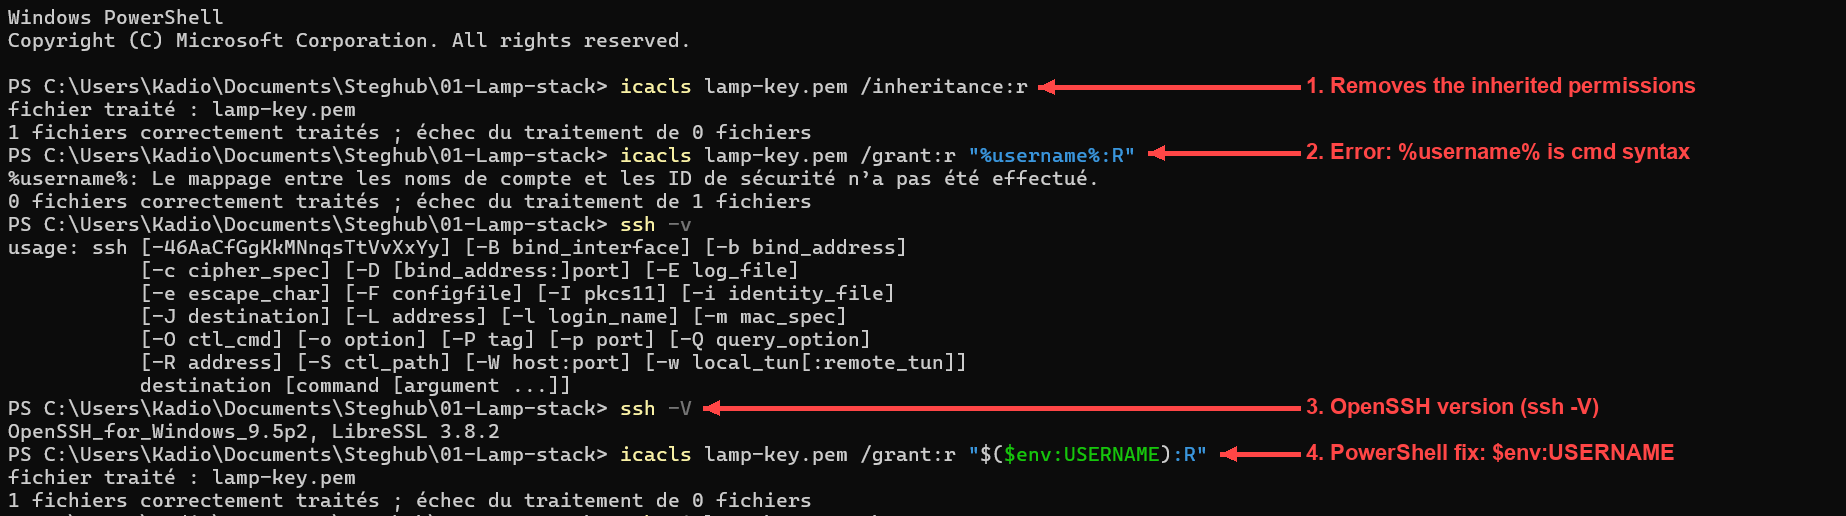 Windows PowerShell
Copyright (C) Microsoft Corporation. All rights reserved.
PS C:\Users\Kadio\Documents\Steghub\01-Lamp-stack> icacls lamp-key.pem /inheritance:r 1. Removes the inherited permissions
fichier traité : lamp-key.pem
1 fichiers correctement traités ; échec du traitement de 0 fichiers
PS C:\Users\Kadio\Documents\Steghub\01-Lamp-stack> icacls lamp-key.pem /grant:r "%username%:R" 2. Error: %username% is cmd syntax
%username%: Le mappage entre les noms de compte et les ID de sécurité n’a pas été effectué.
0 fichiers correctement traités ; échec du traitement de 1 fichiers
PS C:\Users\Kadio\Documents\Steghub\01-Lamp-stack> ssh -v
usage: ssh [-46AaCfGgKkMNnqsTtVvXxYy] [-B bind_interface] [-b bind_address]
[-c cipher_spec] [-D [bind_address:]port] [-E log_file]
[-e escape_char] [-F configfile] [-I pkcs11] [-i identity_file]
[-J destination] [-L address] [-l login_name] [-m mac_spec]
[-O ctl_cmd] [-o option] [-P tag] [-p port] [-Q query_option]
[-R address] [-S ctl_path] [-W host:port] [-w local_tun[:remote_tun]]
destination [command [argument ...]]
PS C:\Users\Kadio\Documents\Steghub\01-Lamp-stack> ssh -V 3. OpenSSH version (ssh -V)
OpenSSH_for_Windows_9.5p2, LibreSSL 3.8.2
PS C:\Users\Kadio\Documents\Steghub\01-Lamp-stack> icacls lamp-key.pem /grant:r "$($env:USERNAME):R" 4. PowerShell fix: $env:USERNAME
fichier traité : lamp-key.pem
1 fichiers correctement traités ; échec du traitement de 0 fichiers